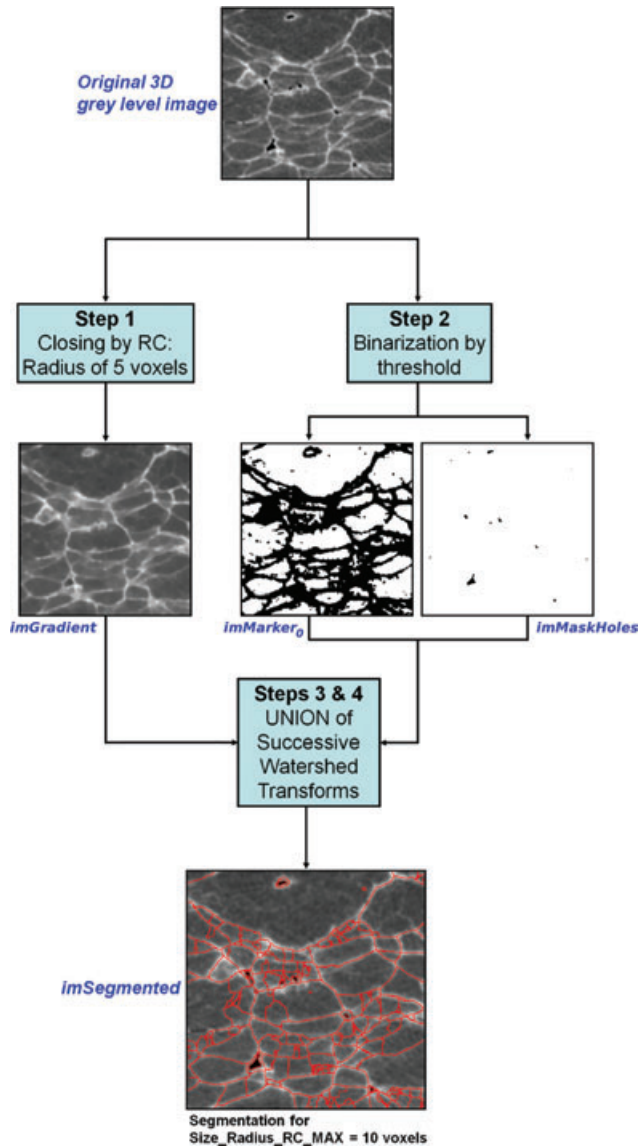 Original 3D
grey level image
Step 1
Closing by RC:
Radius of 5 voxels
Step 2
Binarization by
threshold
imGradient
imMarker0
imMaskHoles
Steps 3 & 4
UNION of
Successive
Watershed
Transforms
imSegmented
Segmentation for
Size_Radius_RC_MAX = 10 voxels